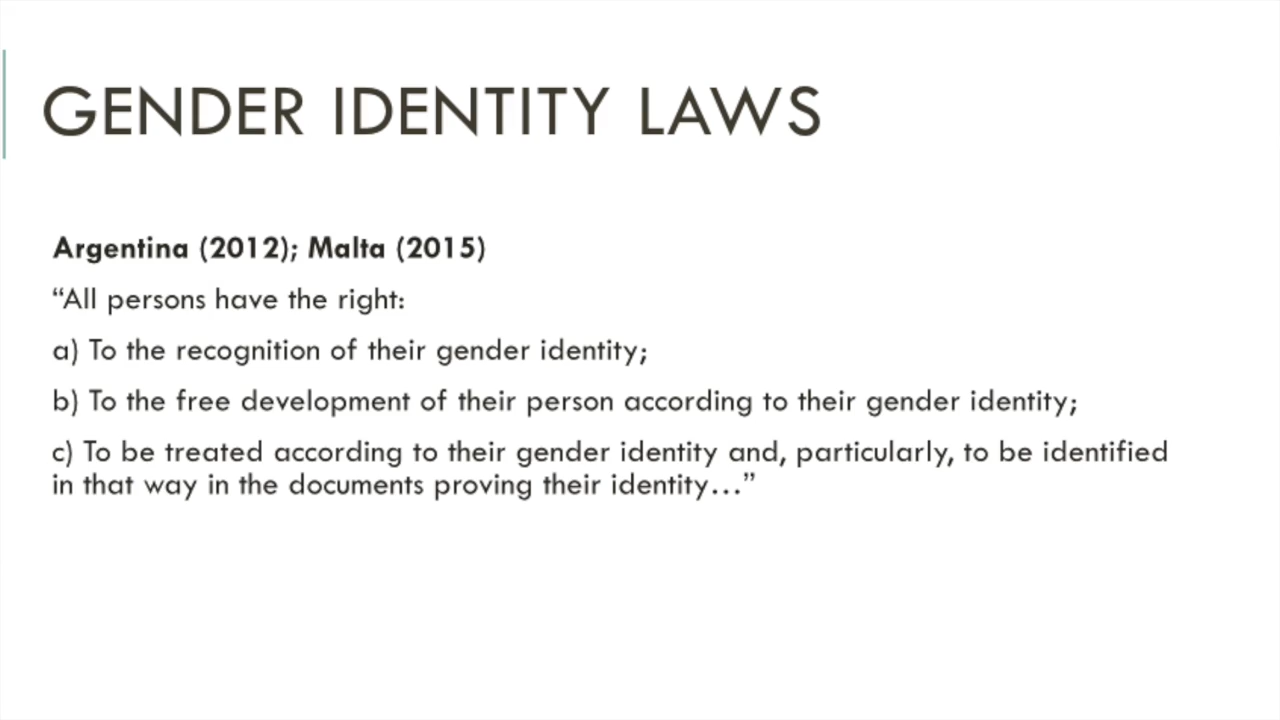 GENDER IDENTITY LAWS
Argentina (2012); Malta (2015)
“All persons have the right:
a) To the recognition of their gender identity;
b) To the free development of their person according to their gender identity;
c) To be treated according to their gender identity and, particularly, to be identified
in that way in the documents proving their identity…”